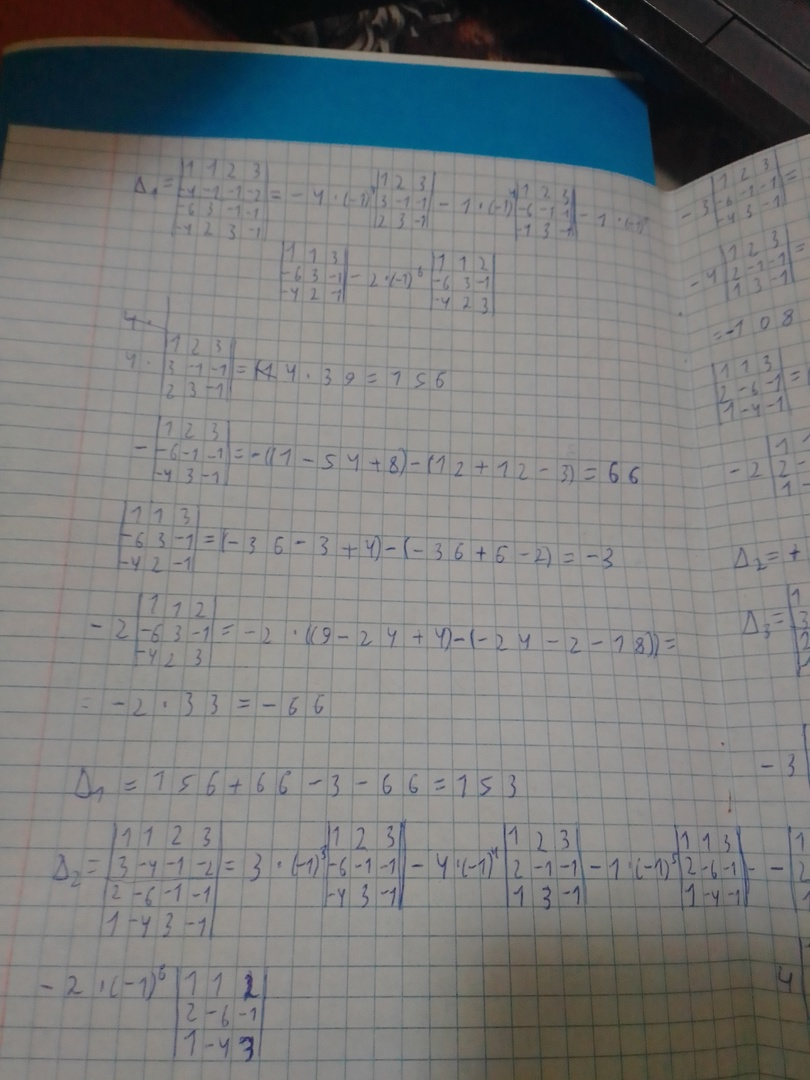 Δ₁ = |1 1 2 3; -4 -1 -1 -2; -6 3 -1 -1; -4 2 3 -1| = -4·(-1)³ |1 2 3; 3 -1 -1; 2 3 -1| - 1·(-1)⁴ |1 2 3; -6 -1 -1; -4 3 -1| - 1·(-1)⁵
|1 1 3; -6 3 -1; -4 2 -1| - 2·(-1)⁶ |1 1 2; -6 3 -1; -4 2 3|
4· |1 2 3; 3 -1 -1; 2 3 -1| = 4·39 = 156
- |1 2 3; -6 -1 -1; -4 3 -1| = -((1-54+8)-(12+12-3) = 66
|1 1 3; -6 3 -1; -4 2 -1| = (-36-3+4)-(-36+6-2) = -3
-2 |1 1 2; -6 3 -1; -4 2 3| = -2·((9-24+4)-(-24-2-18)) =
= -2·33 = -66
Δ₁ = 156+66-3-66 = 153
Δ₂ = |1 1 2 3; 3 -4 -1 -2; 2 -6 -1 -1; 1 -4 3 -1| = 3·(-1)³ |1 2 3; -6 -1 -1; -4 3 -1| - 4·(-1)⁴ |1 2 3; 2 -1 -1; 1 3 -1| - 1·(-1)⁵ |1 1 3; 2 -6 -1; 1 -4 -1| -
-2·(-1)⁶ |1 1 2; 2 -6 -1; 1 -4 3|
-3 |1 2 3; -6 -1 -1; -4 3 -1| =
-4 |1 2 3; 2 -1 -1; 1 3 -1| =
= -108
|1 1 3; 2 -6 -1; 1 -4 -1| =
-2
Δ₂ = +
Δ₃ =
-3
4